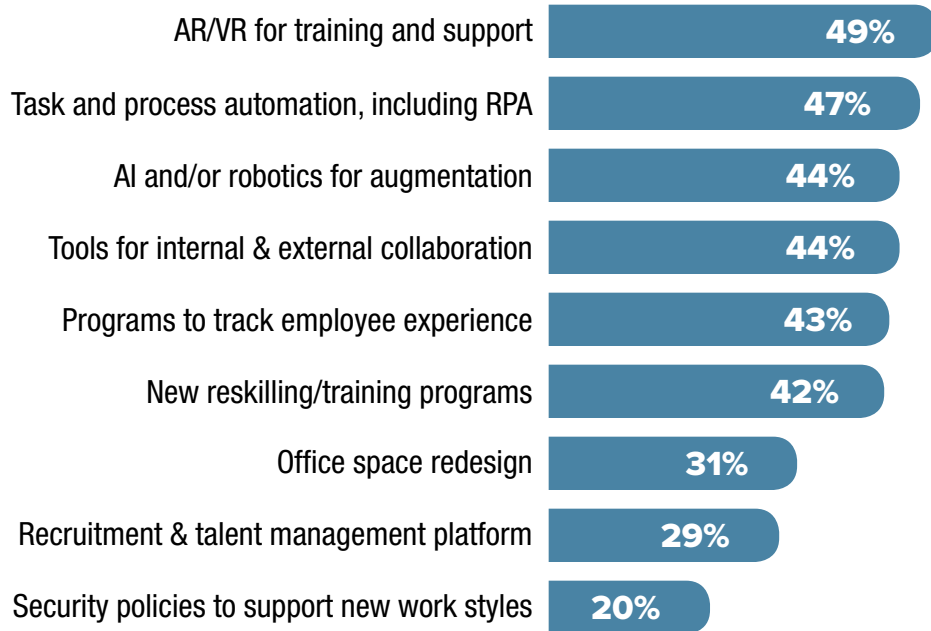 AR/VR for training and support 49%
Task and process automation, including RPA 47%
AI and/or robotics for augmentation 44%
Tools for internal & external collaboration 44%
Programs to track employee experience 43%
New reskilling/training programs 42%
Office space redesign 31%
Recruitment & talent management platform 29%
Security policies to support new work styles 20%